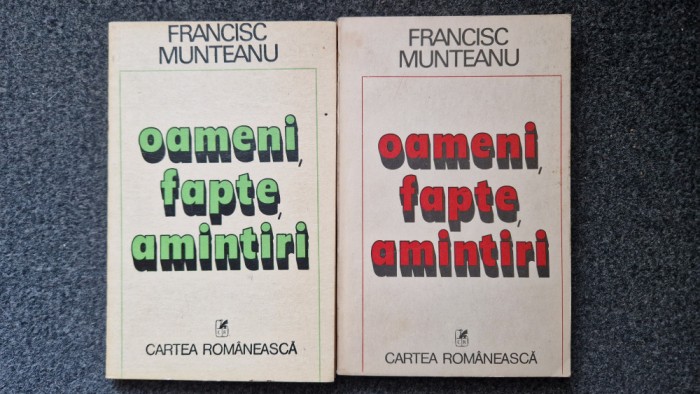 FRANCISC
MUNTEANU
oameni,
fapte,
amintiri
CARTEA ROMÂNEASCĂ
FRANCISC
MUNTEANU
oameni,
fapte,
amintiri
CARTEA ROMÂNEASCĂ